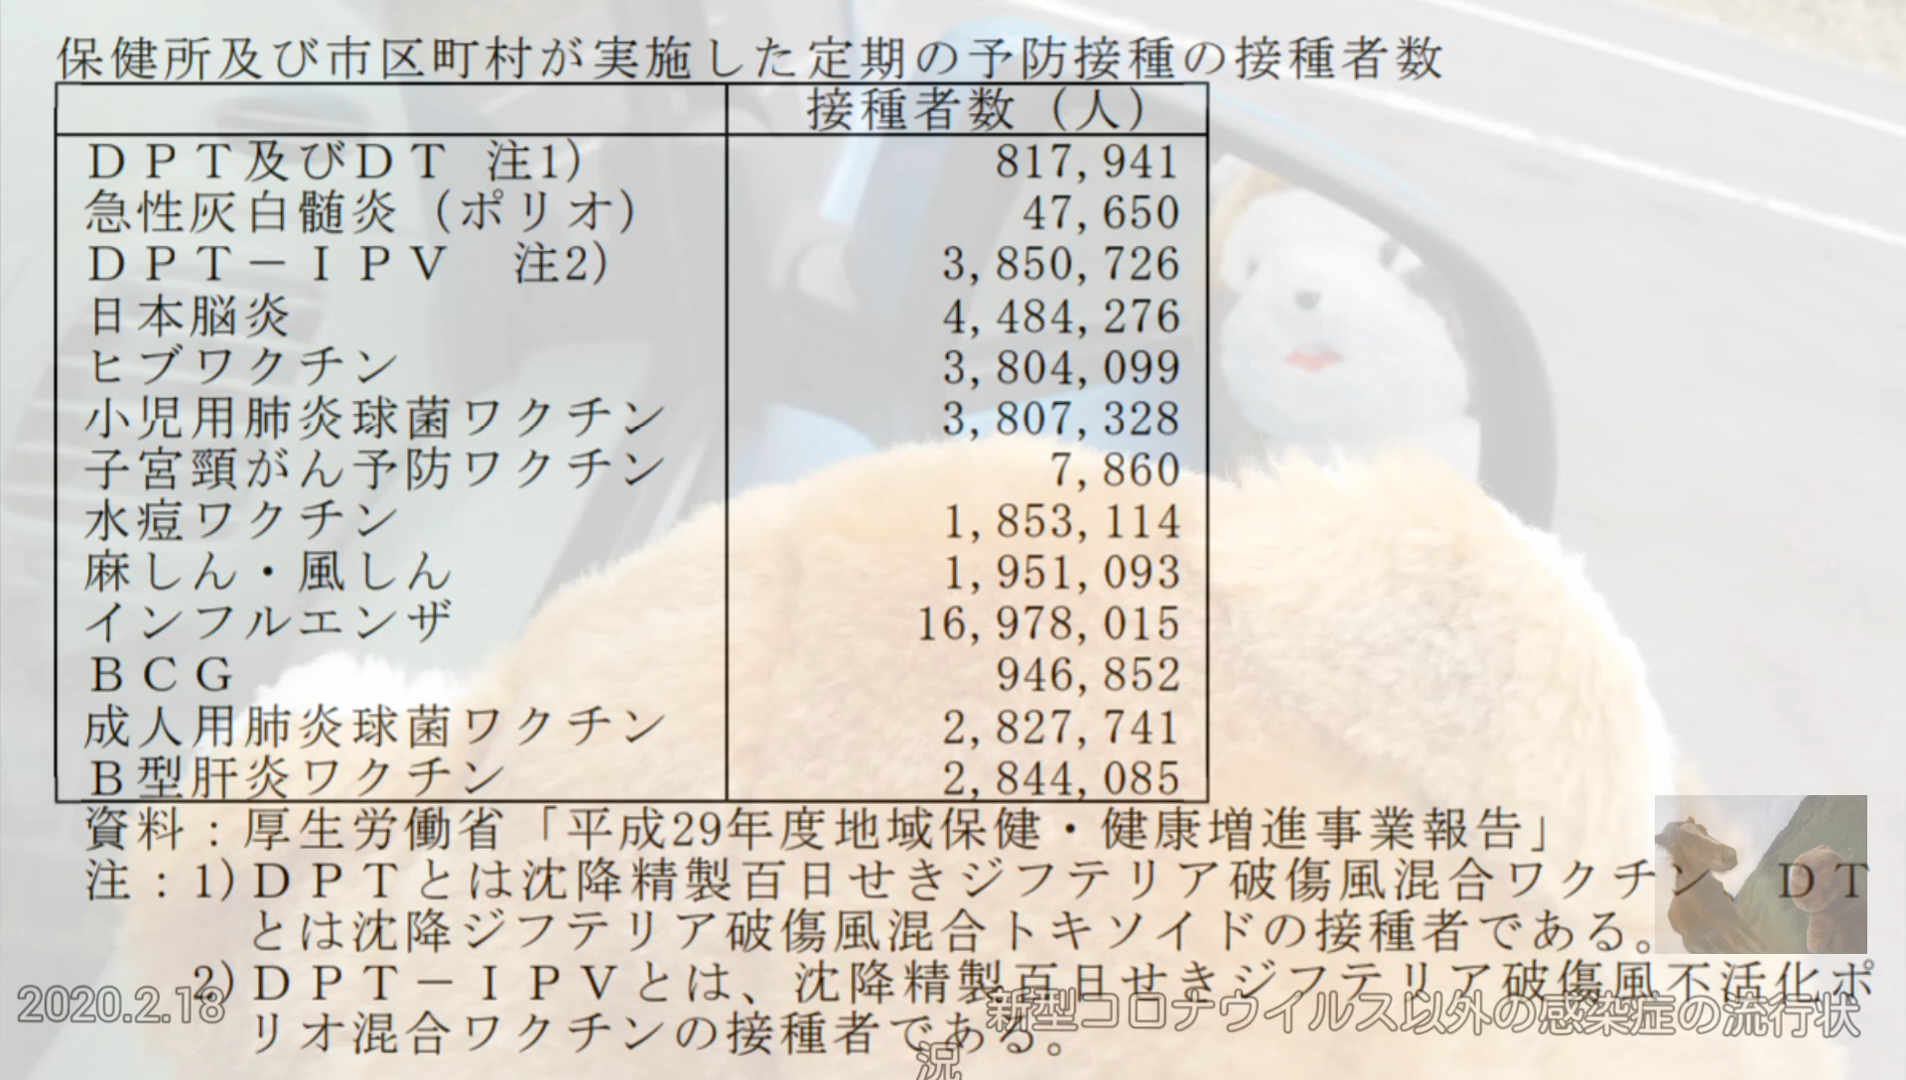 保健所及び市区町村が実施した定期の予防接種の接種者数
接種者数（人）
ＤＰＴ及びＤＴ 注1) 817,941
急性灰白髄炎（ポリオ） 47,650
ＤＰＴ－ＩＰＶ　注2) 3,850,726
日本脳炎 4,484,276
ヒブワクチン 3,804,099
小児用肺炎球菌ワクチン 3,807,328
子宮頸がん予防ワクチン 7,860
水痘ワクチン 1,853,114
麻しん・風しん 1,951,093
インフルエンザ 16,978,015
ＢＣＧ 946,852
成人用肺炎球菌ワクチン 2,827,741
Ｂ型肝炎ワクチン 2,844,085
資料：厚生労働省「平成29年度地域保健・健康増進事業報告」
注：1)ＤＰＴとは沈降精製百日せきジフテリア破傷風混合ワクチン　ＤＴ
とは沈降ジフテリア破傷風混合トキソイドの接種者である。
2)ＤＰＴ－ＩＰＶとは、沈降精製百日せきジフテリア破傷風不活化ポ
リオ混合ワクチンの接種者である。
2020.2.18
新型コロナウイルス以外の感染症の流行状
況